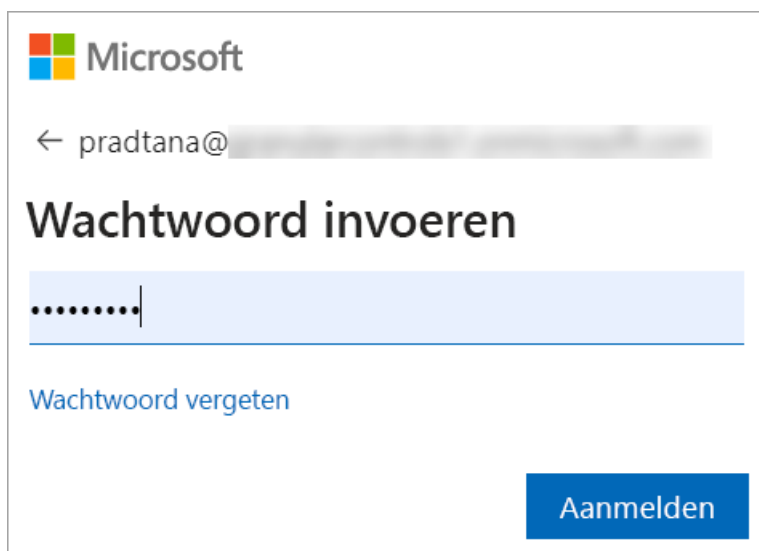 Microsoft
← pradtana@
Wachtwoord invoeren
•••••••••
Wachtwoord vergeten
Aanmelden